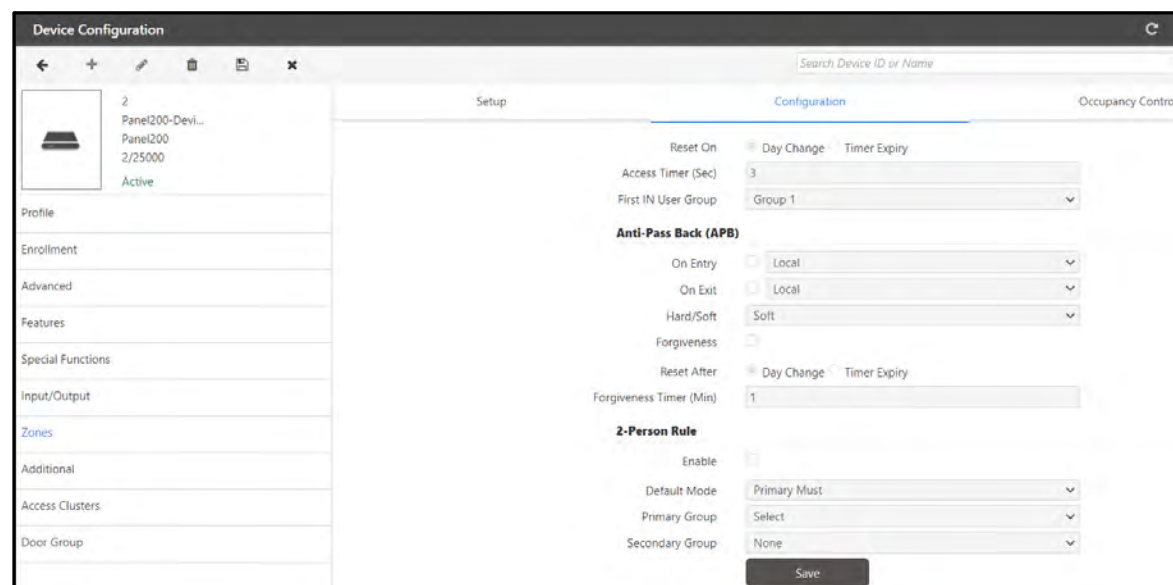 Device Configuration
Search Device ID or Name
2
Panel200-Devi...
Panel200
2/25000
Active
Profile
Enrollment
Advanced
Features
Special Functions
Input/Output
Zones
Additional
Access Clusters
Door Group
Setup Configuration Occupancy Contro
Reset On Day Change Timer Expiry
Access Timer (Sec) 3
First IN User Group Group 1
Anti-Pass Back (APB)
On Entry Local
On Exit Local
Hard/Soft Soft
Forgiveness
Reset After Day Change Timer Expiry
Forgiveness Timer (Min) 1
2-Person Rule
Enable
Default Mode Primary Must
Primary Group Select
Secondary Group None
Save